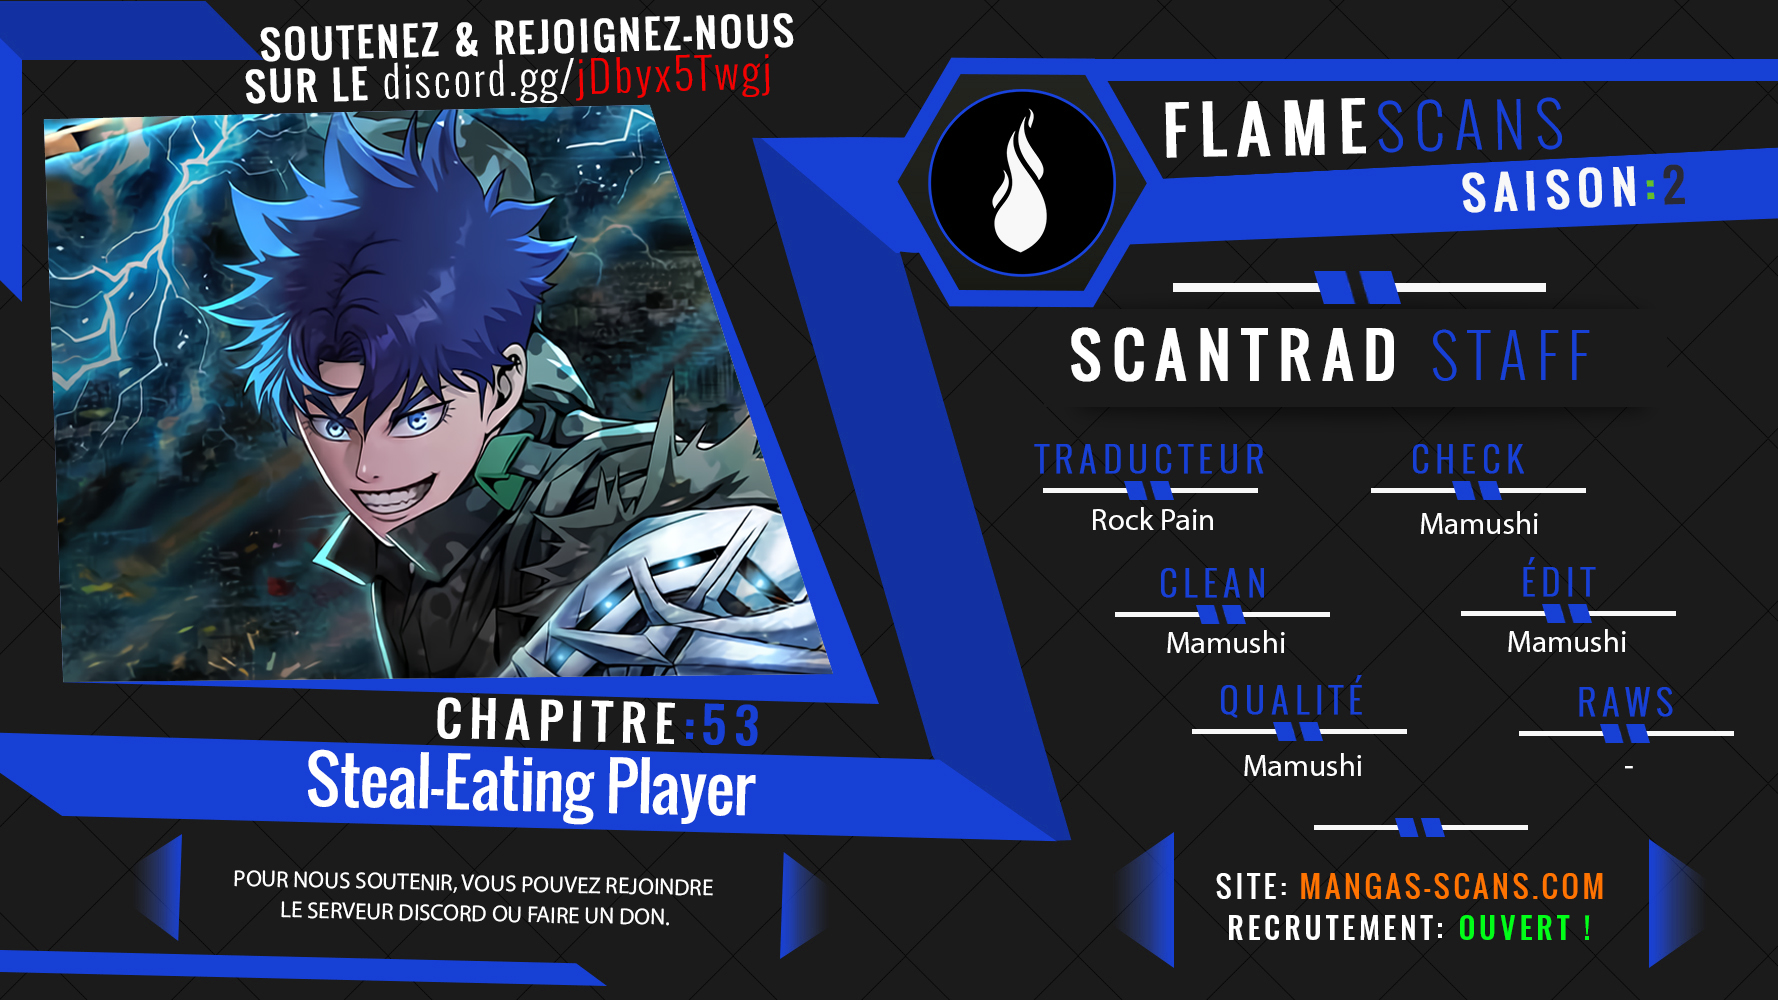 SOUTENEZ & REJOIGNEZ-NOUS
SUR LE discord.gg/jDbyx5Twgj
CHAPITRE:53
Steal-Eating Player
POUR NOUS SOUTENIR, VOUS POUVEZ REJOINDRE
LE SERVEUR DISCORD OU FAIRE UN DON.
FLAMESCANS
SAISON:2
SCANTRAD STAFF
TRADUCTEUR
Rock Pain
CHECK
Mamushi
CLEAN
Mamushi
ÉDIT
Mamushi
QUALITÉ
Mamushi
RAWS
-
SITE: MANGAS-SCANS.COM
RECRUTEMENT: OUVERT !